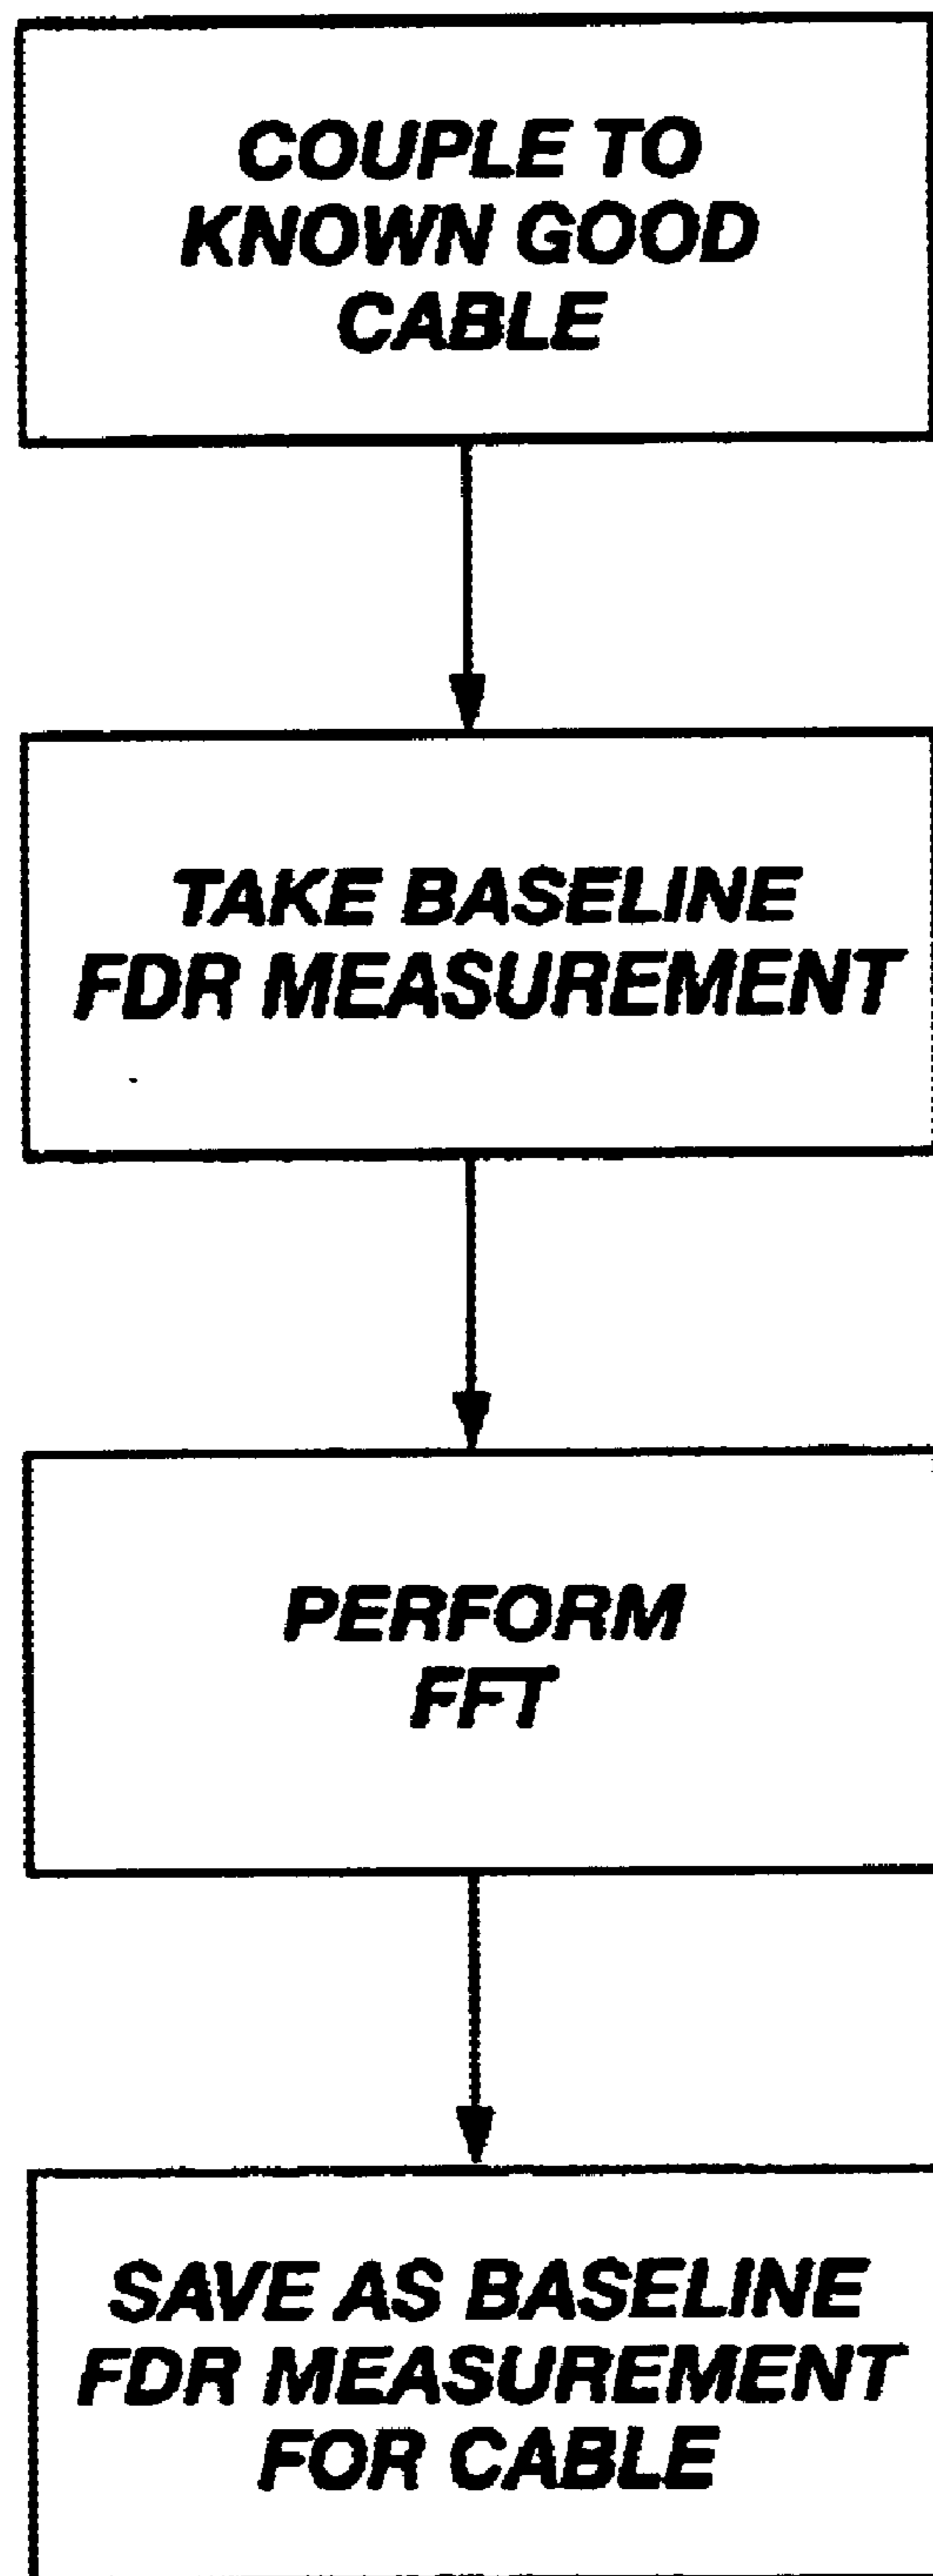 COUPLE TO
KNOWN GOOD
CABLE
TAKE BASELINE
FDR MEASUREMENT
PERFORM
FFT
SAVE AS BASELINE
FDR MEASUREMENT
FOR CABLE